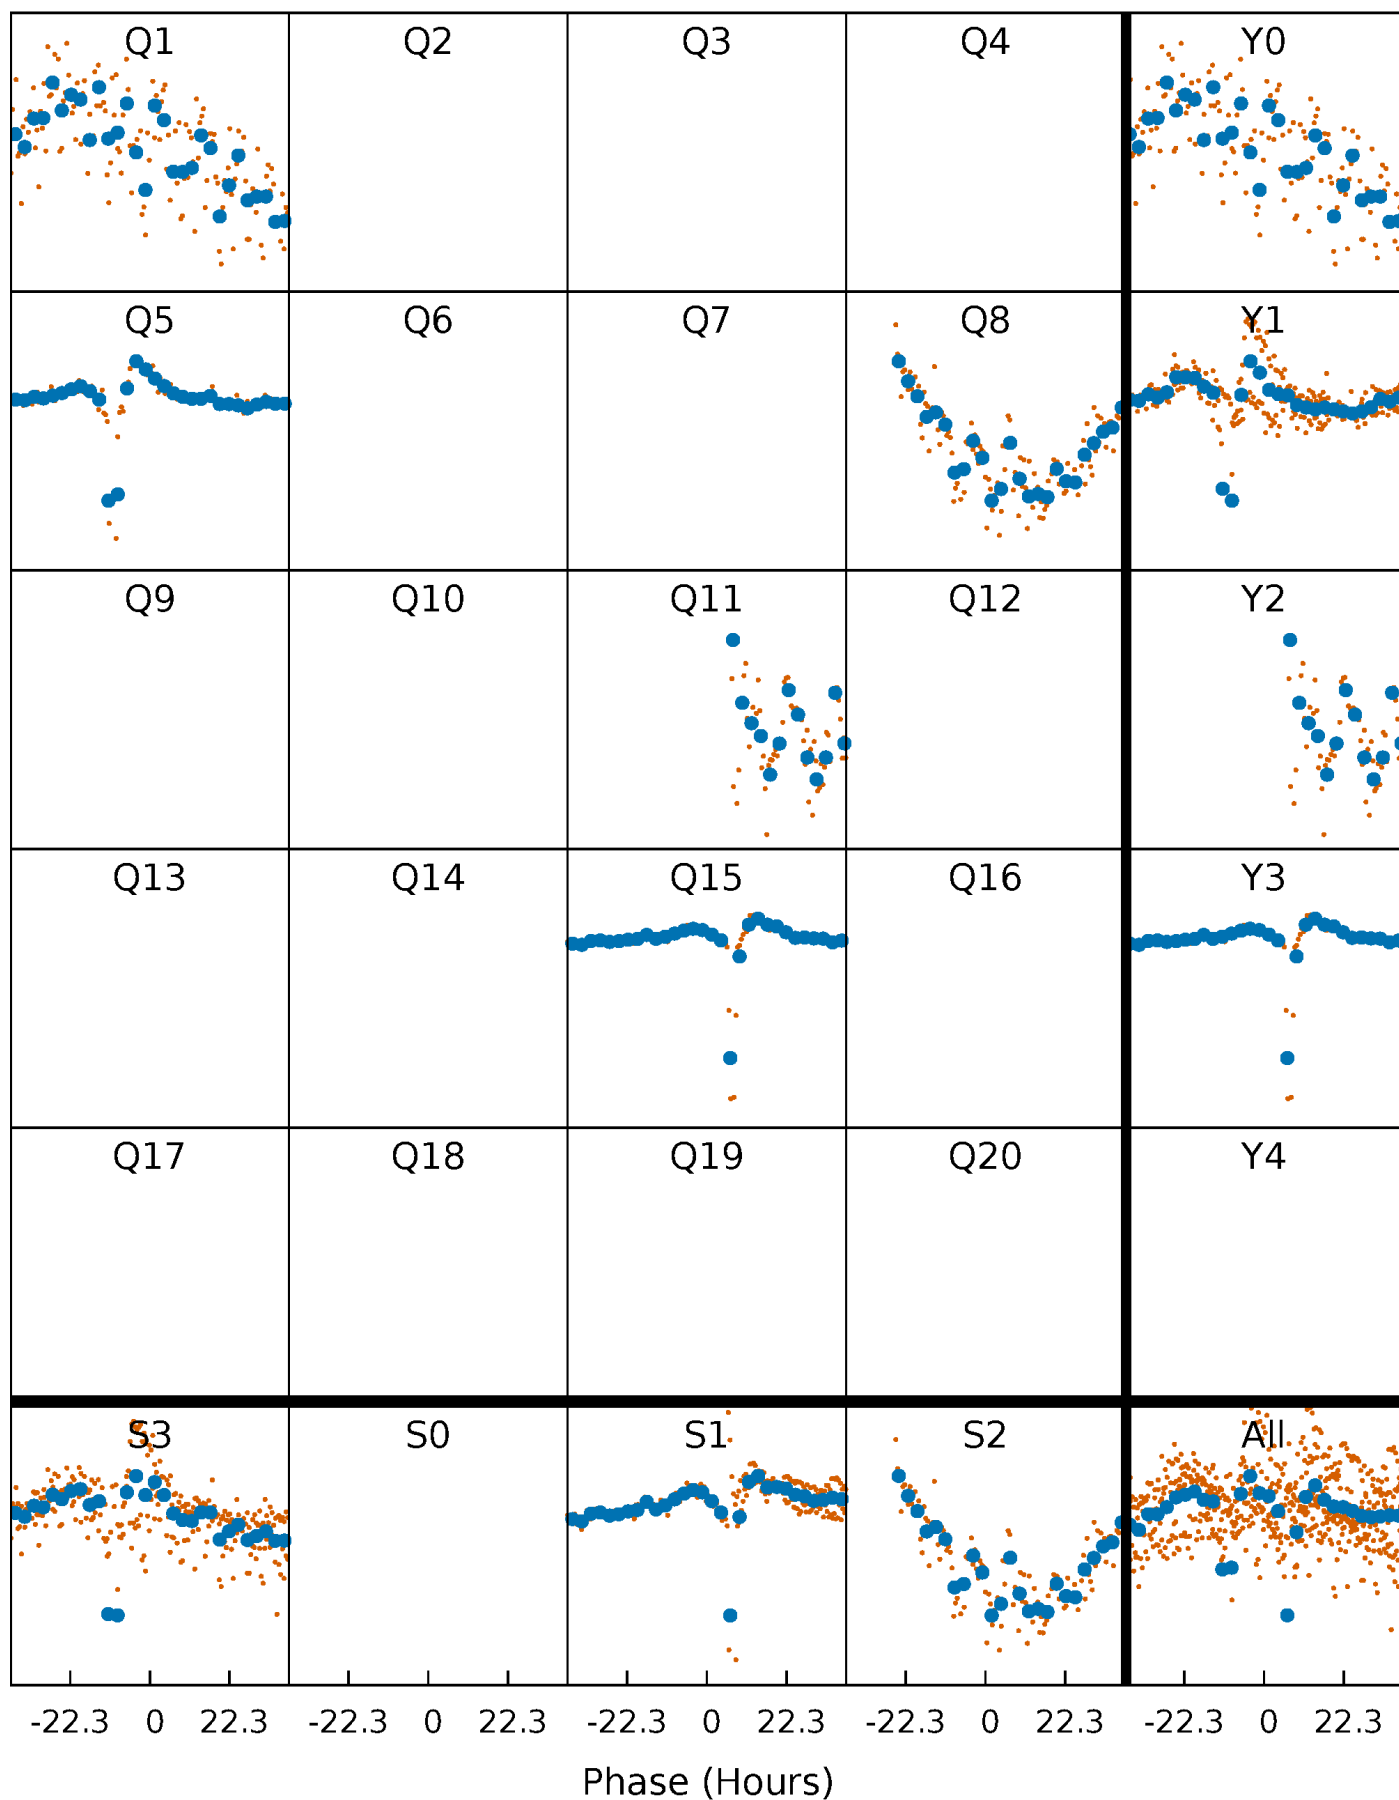 Q1 Q2 Q3 Q4 Y0
Q5 Q6 Q7 Q8 Y1
Q9 Q10 Q11 Q12 Y2
Q13 Q14 Q15 Q16 Y3
Q17 Q18 Q19 Q20 Y4
S3 S0 S1 S2 All
-22.3 0 22.3 -22.3 0 22.3 -22.3 0 22.3 -22.3 0 22.3 -22.3 0 22.3
Phase (Hours)